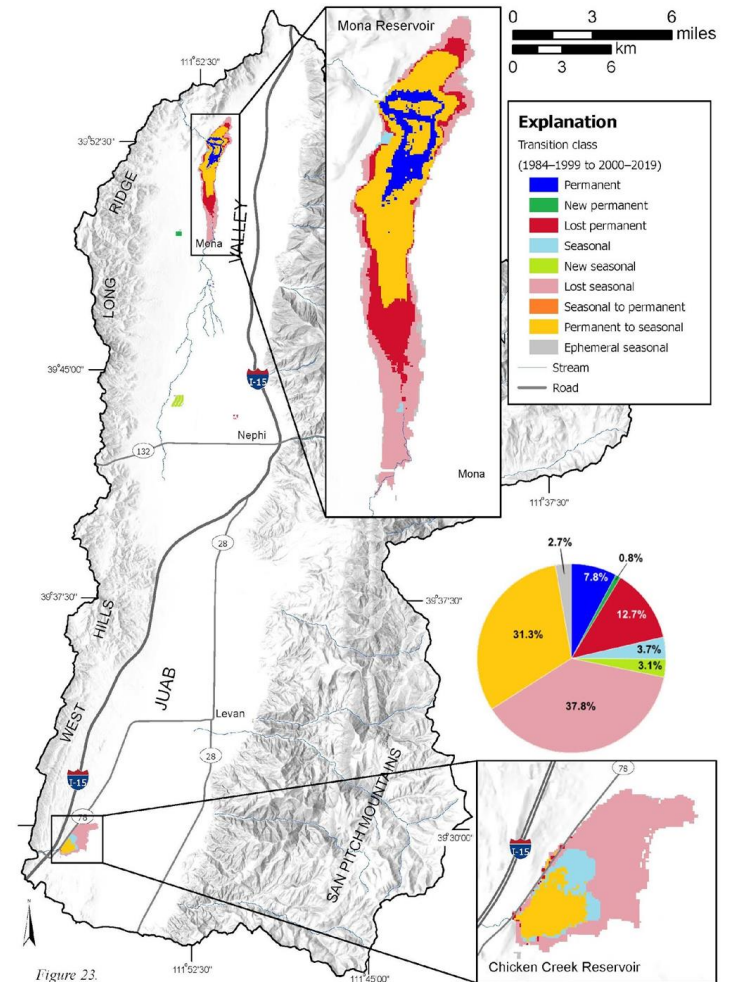 Mona Reservoir
0 3 6 miles
km
0 3 6
111°52'30"
39°52'30"
Explanation
Transition class
(1984–1999 to 2000–2019)
Permanent
New permanent
Lost permanent
Seasonal
New seasonal
Lost seasonal
Seasonal to permanent
Permanent to seasonal
Ephemeral seasonal
Stream
Road
RIDGE
LONG
VALLEY
Mona
39°45'00"
I-15
Nephi
132
Mona
111°37'30"
28
2.7%
0.8%
7.8%
12.7%
3.7%
3.1%
37.8%
31.3%
39°37'30"
39°37'30"
HILLS
WEST
JUAB
Levan
28
SAN PITCH MOUNTAINS
I-15
78
39°30'00"
78
I-15
Chicken Creek Reservoir
N
Figure 23.
111°52'30"
111°45'00"